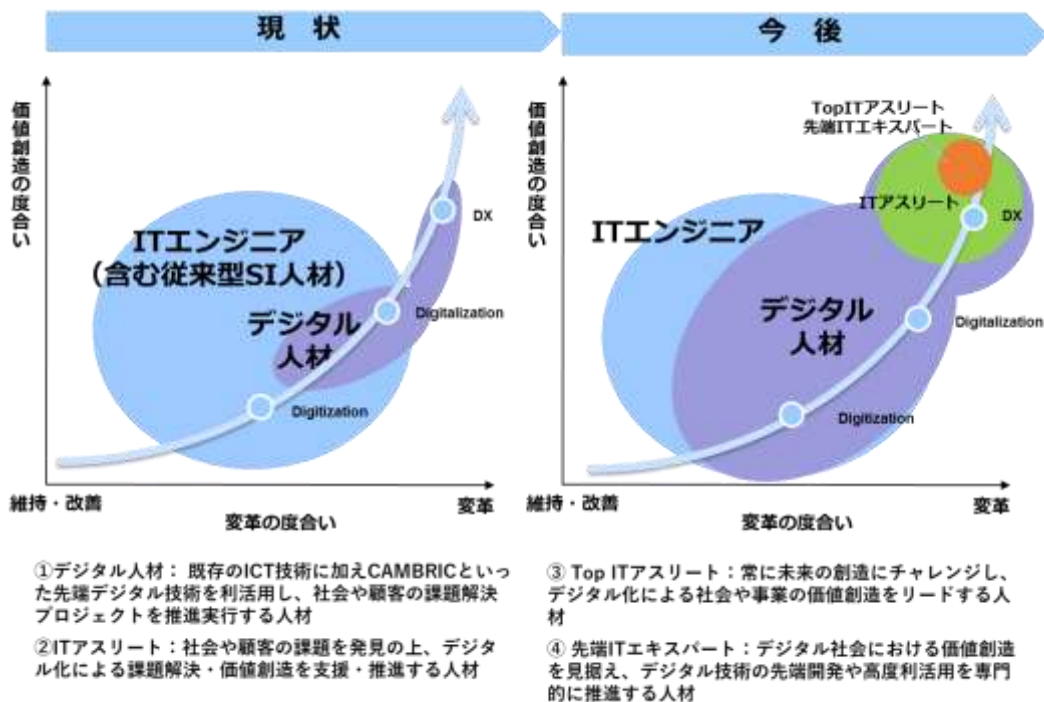 現 状
今 後
価値創造の度合い
ITエンジニア
(含む従来型SI人材)
デジタル
人材
DX
Digitalization
Digitization
維持・改善
変革
変革の度合い
価値創造の度合い
TopITアスリート
先端ITエキスパート
ITアスリート
DX
ITエンジニア
デジタル
人材
Digitalization
Digitization
維持・改善
変革
変革の度合い
①デジタル人材： 既存のICT技術に加えCAMBRICといっ
た先端デジタル技術を利活用し、社会や顧客の課題解決
プロジェクトを推進実行する人材
②ITアスリート：社会や顧客の課題を発見の上、デジタ
ル化による課題解決・価値創造を支援・推進する人材
③ Top ITアスリート：常に未来の創造にチャレンジし、
デジタル化による社会や事業の価値創造をリードする人
材
④ 先端ITエキスパート：デジタル社会における価値創造
を見据え、デジタル技術の先端開発や高度利活用を専門
的に推進する人材